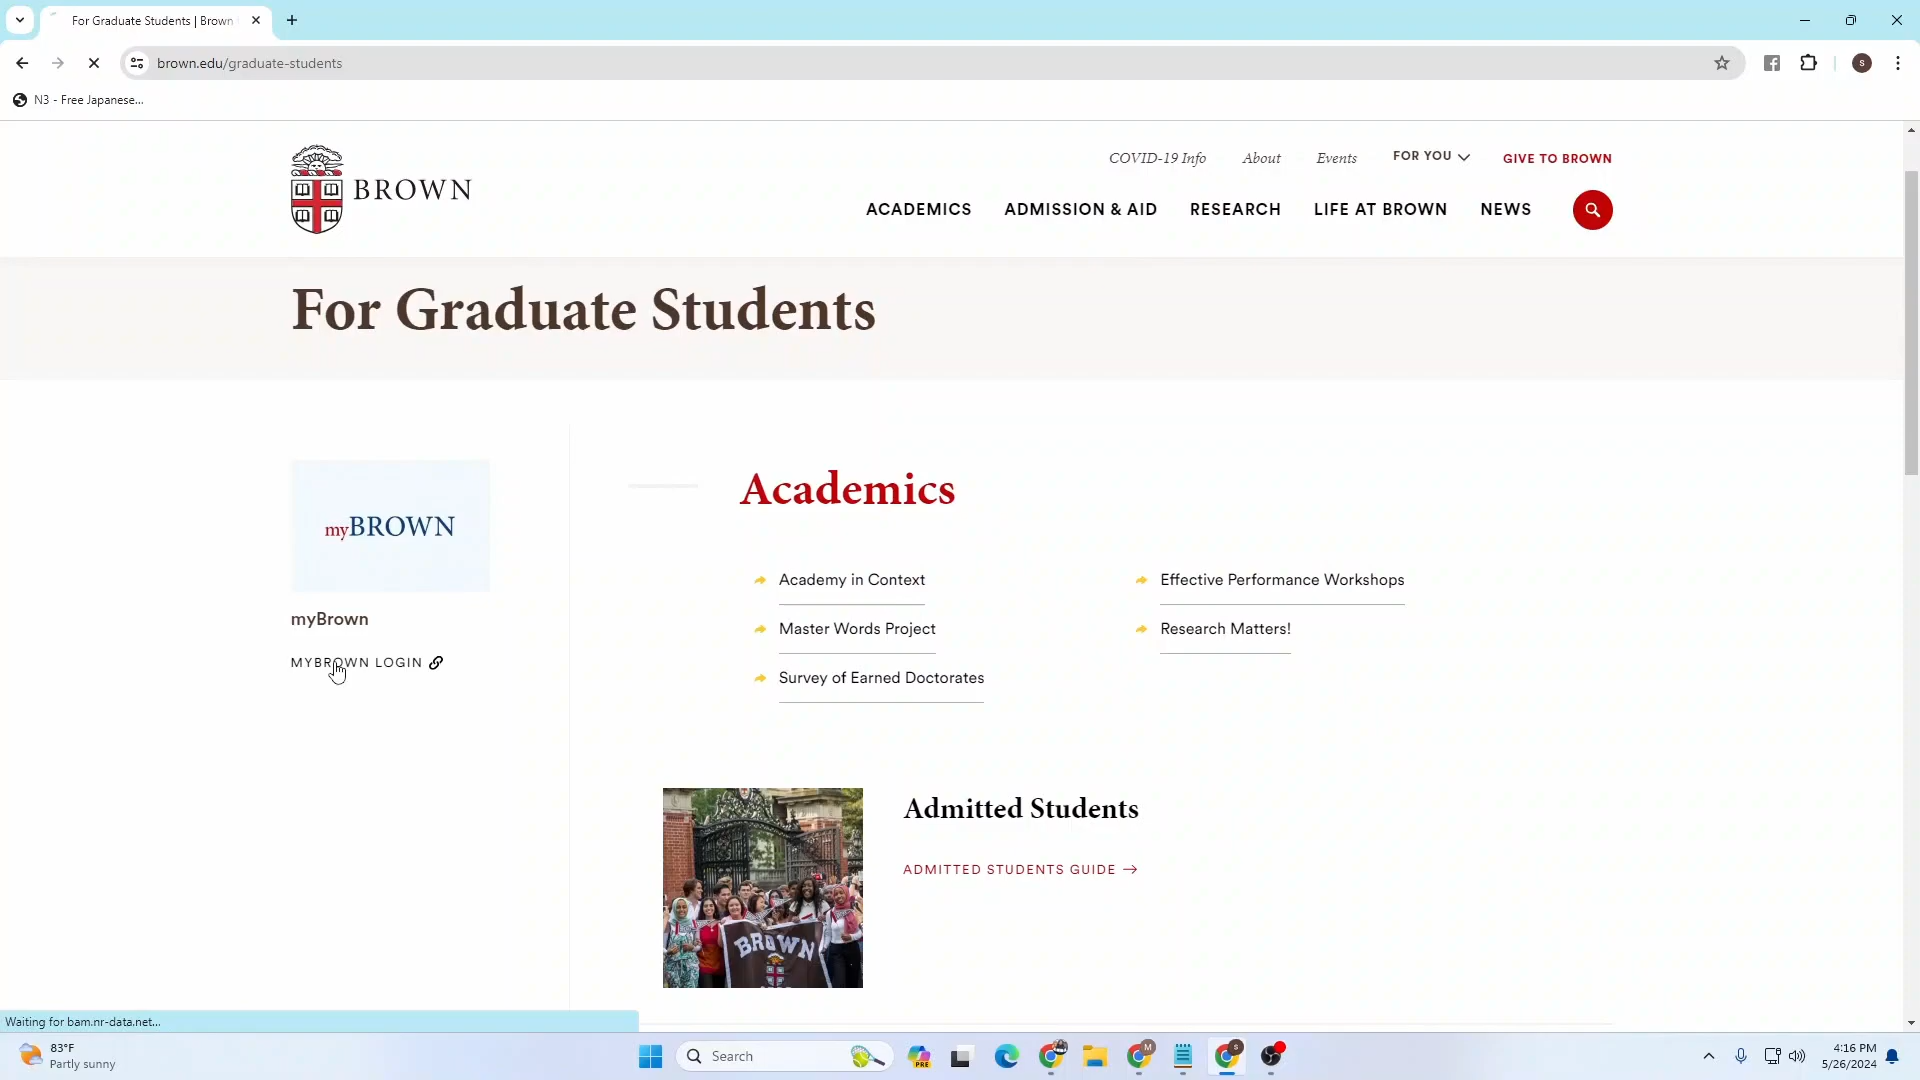 For Graduate Students | Brown
brown.edu/graduate-students
N3 - Free Japanese...
BROWN
COVID-19 Info
About
Events
FOR YOU
GIVE TO BROWN
ACADEMICS
ADMISSION & AID
RESEARCH
LIFE AT BROWN
NEWS
For Graduate Students
myBROWN
myBrown
MYBROWN LOGIN
Academics
Academy in Context
Effective Performance Workshops
Master Words Project
Research Matters!
Survey of Earned Doctorates
BROWN
Admitted Students
ADMITTED STUDENTS GUIDE
Waiting for bam.nr-data.net...
83°F
Partly sunny
Search
PRE
M
S
4:16 PM
5/26/2024